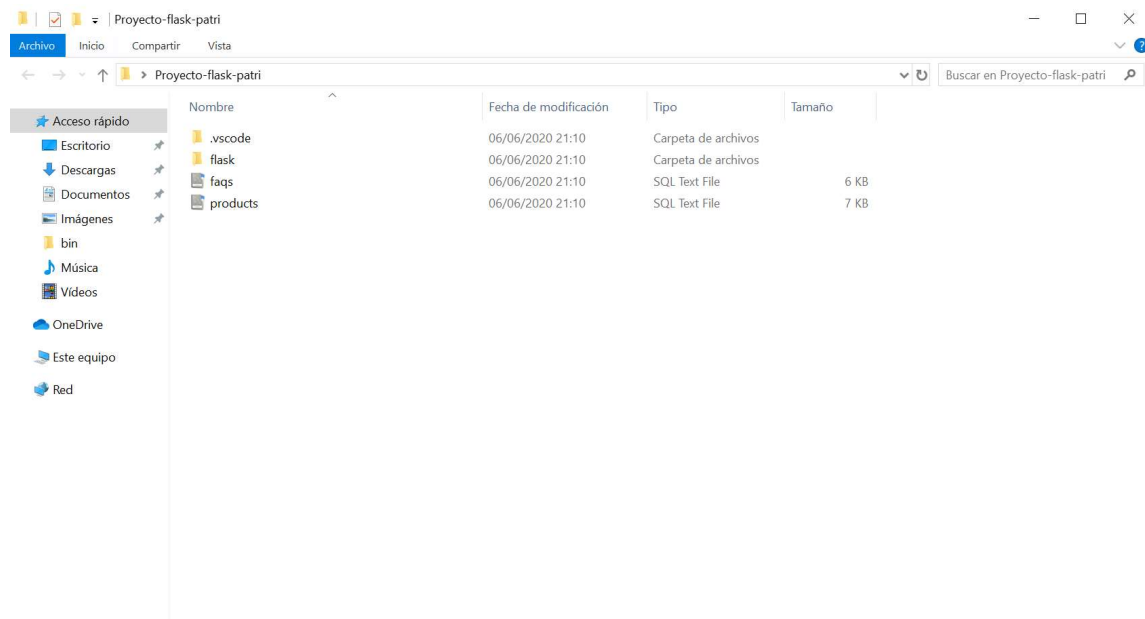 Proyecto-flask-patri
Archivo Inicio Compartir Vista
Proyecto-flask-patri Buscar en Proyecto-flask-patri
Nombre Fecha de modificación Tipo Tamaño
Acceso rápido
Escritorio
Descargas
Documentos
Imágenes
bin
Música
Vídeos
OneDrive
Este equipo
Red
.vscode 06/06/2020 21:10 Carpeta de archivos
flask 06/06/2020 21:10 Carpeta de archivos
faqs 06/06/2020 21:10 SQL Text File 6 KB
products 06/06/2020 21:10 SQL Text File 7 KB